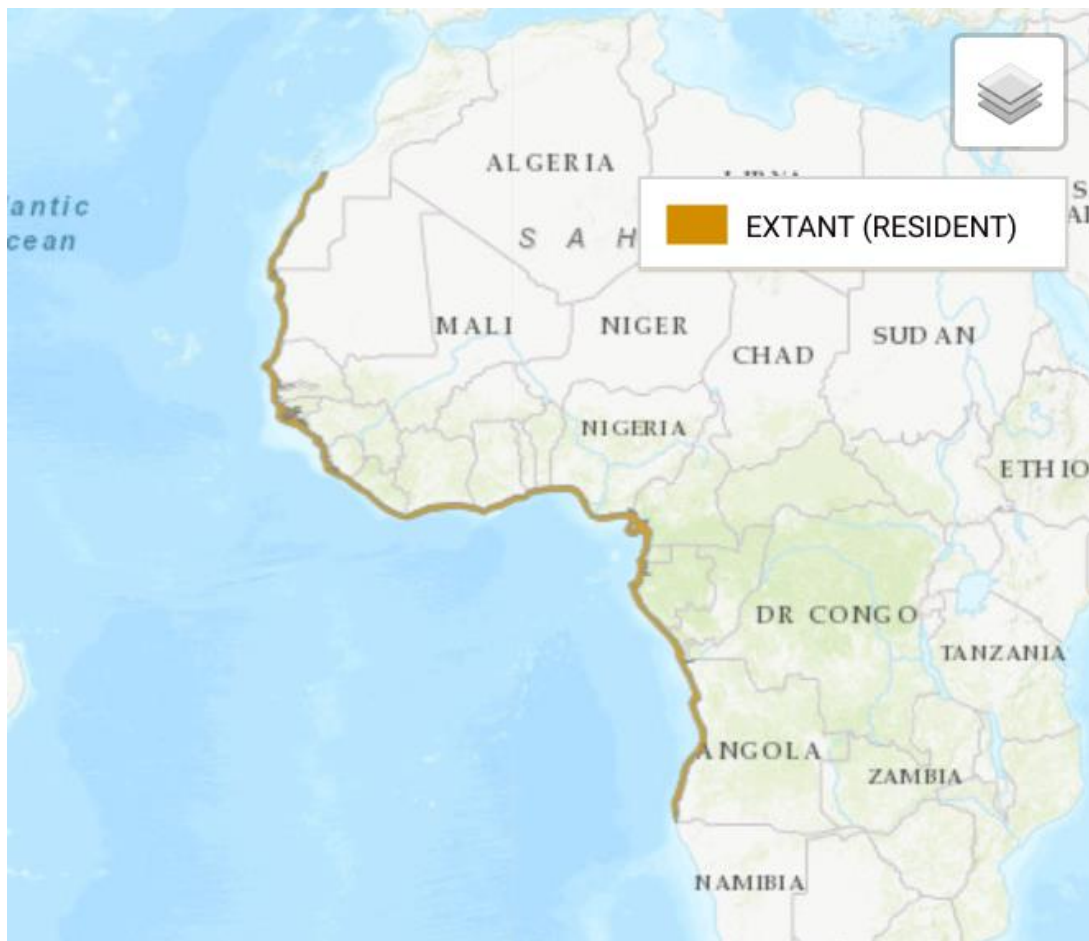 ALGERIA
antic
cean
S A H
EXTANT (RESIDENT)
MALI
NIGER
SUDAN
CHAD
NIGERIA
ETHIO
DR CONGO
TANZANIA
ANGOLA
ZAMBIA
NAMIBIA